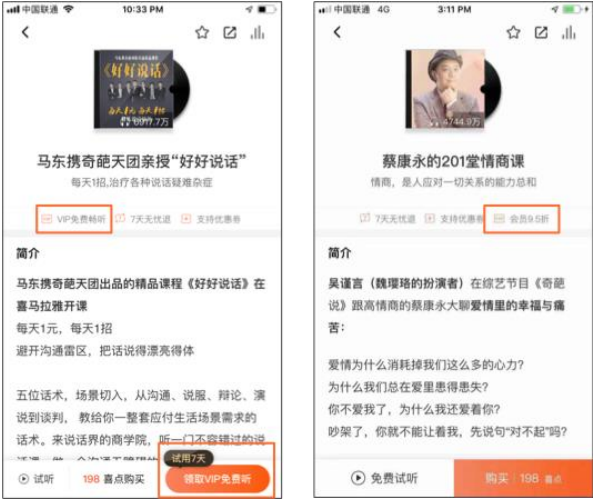 中国联通
10:33 PM
《好好说话》
6917.7万
马东携奇葩天团亲授“好好说话”
每天1招,治疗各种说话疑难杂症
VIP免费畅听 7天无忧退 支持优惠券
简介
马东携奇葩天团出品的精品课程《好好说话》在
喜马拉雅开课
每天1元，每天1招
避开沟通雷区，把话说得漂亮得体
五位话术，场景切入，从沟通、说服、辩论、演
说到谈判， 教给你一整套应付生活场景需求的
话术。来说话界的商学院，听一门不容错过的说
试用7天
试听
198 喜点购买
领取VIP免费听
中国联通 4G
3:11 PM
4744.9万
蔡康永的201堂情商课
情商，是人应对一切关系的能力总和
7天无忧退 支持优惠券 会员9.5折
简介
吴谨言（魏璎珞的扮演者）在综艺节目《奇葩
说》跟高情商的蔡康永大聊爱情里的幸福与痛
苦：
爱情为什么消耗掉我们这么多的心力？
为什么我们总在爱里患得患失？
你不爱我了，为什么我还爱着你？
吵架了，你就不能让着我，先说句“对不起”吗？
免费试听
购买｜198 喜点